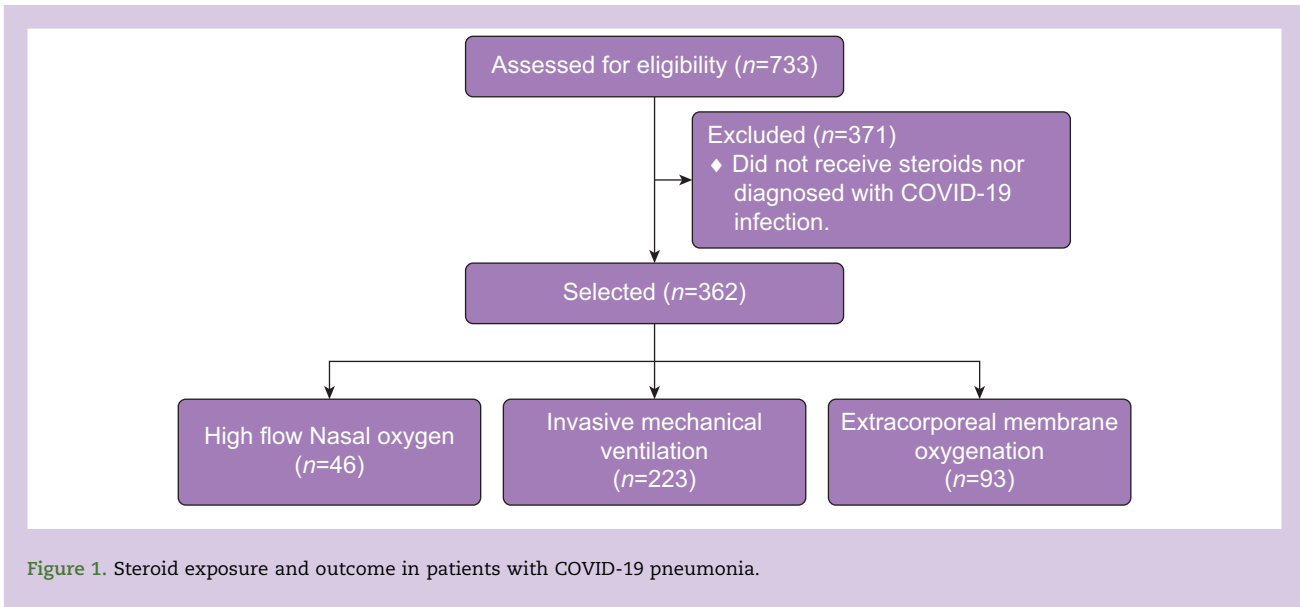 Assessed for eligibility (n=733)
Excluded (n=371)
♦ Did not receive steroids nor
diagnosed with COVID-19
infection.
Selected (n=362)
High flow Nasal oxygen
(n=46)
Invasive mechanical
ventilation
(n=223)
Extracorporeal membrane
oxygenation
(n=93)
Figure 1. Steroid exposure and outcome in patients with COVID-19 pneumonia.